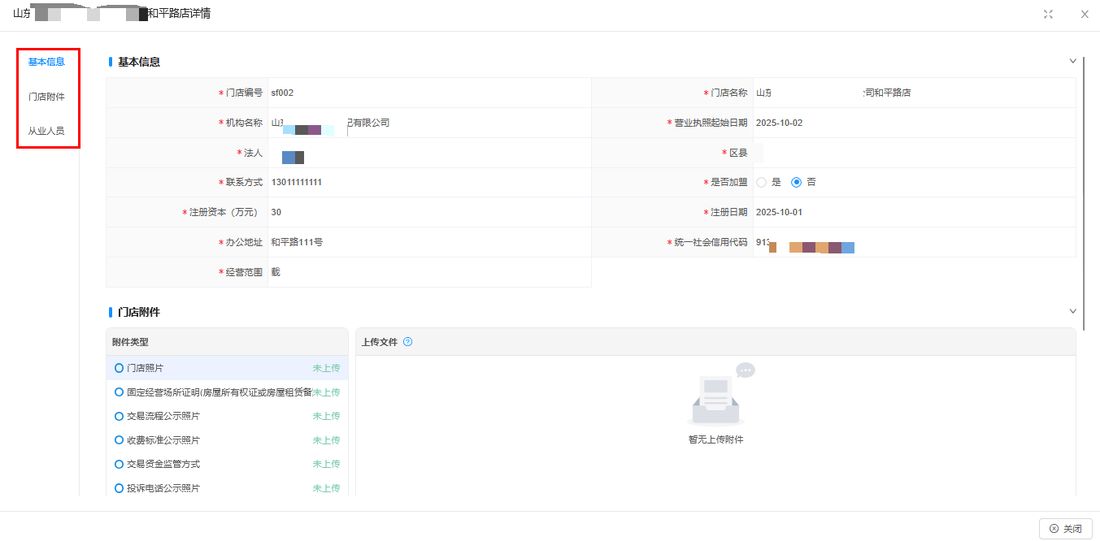 山东 和平路店详情
基本信息
门店附件
从业人员
基本信息
*门店编号 sf002 *门店名称 山东 司和平路店
*机构名称 山 有限公司 *营业执照起始日期 2025-10-02
*法人 *区县
*联系方式 13011111111 *是否加盟 是 否
*注册资本（万元） 30 *注册日期 2025-10-01
*办公地址 和平路111号 *统一社会信用代码 913
*经营范围 载
门店附件
附件类型 上传文件
门店照片 未上传
固定经营场所证明(房屋所有权证或房屋租赁备 未上传
交易流程公示照片 未上传
收费标准公示照片 未上传
交易资金监管方式 未上传
投诉电话公示照片 未上传
暂无上传附件
关闭